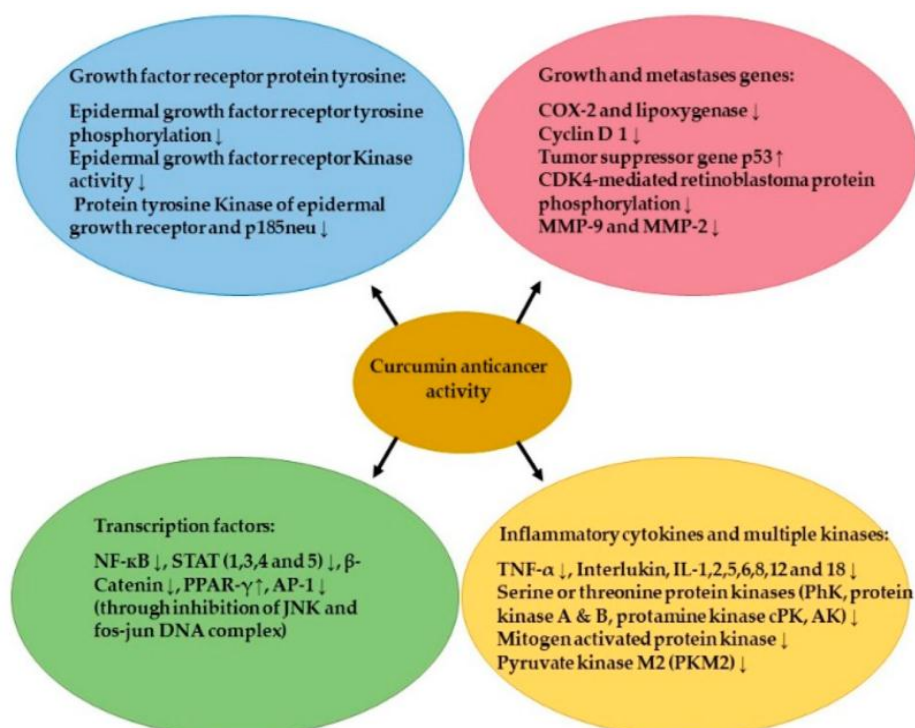 Growth factor receptor protein tyrosine:
Epidermal growth factor receptor tyrosine
phosphorylation ↓
Epidermal growth factor receptor Kinase
activity ↓
Protein tyrosine Kinase of epidermal
growth receptor and p185neu ↓
Growth and metastases genes:
COX-2 and lipoxygenase ↓
Cyclin D 1 ↓
Tumor suppressor gene p53 ↑
CDK4-mediated retinoblastoma protein
phosphorylation ↓
MMP-9 and MMP-2 ↓
Curcumin anticancer
activity
Transcription factors:
NF-κB ↓, STAT (1,3,4 and 5) ↓, β-
Catenin ↓, PPAR-γ↑, AP-1 ↓
(through inhibition of JNK and
fos-jun DNA complex)
Inflammatory cytokines and multiple kinases:
TNF-α ↓, Interlukin, IL-1,2,5,6,8,12 and 18 ↓
Serine or threonine protein kinases (PhK, protein
kinase A & B, protamine kinase cPK, AK) ↓
Mitogen activated protein kinase ↓
Pyruvate kinase M2 (PKM2) ↓